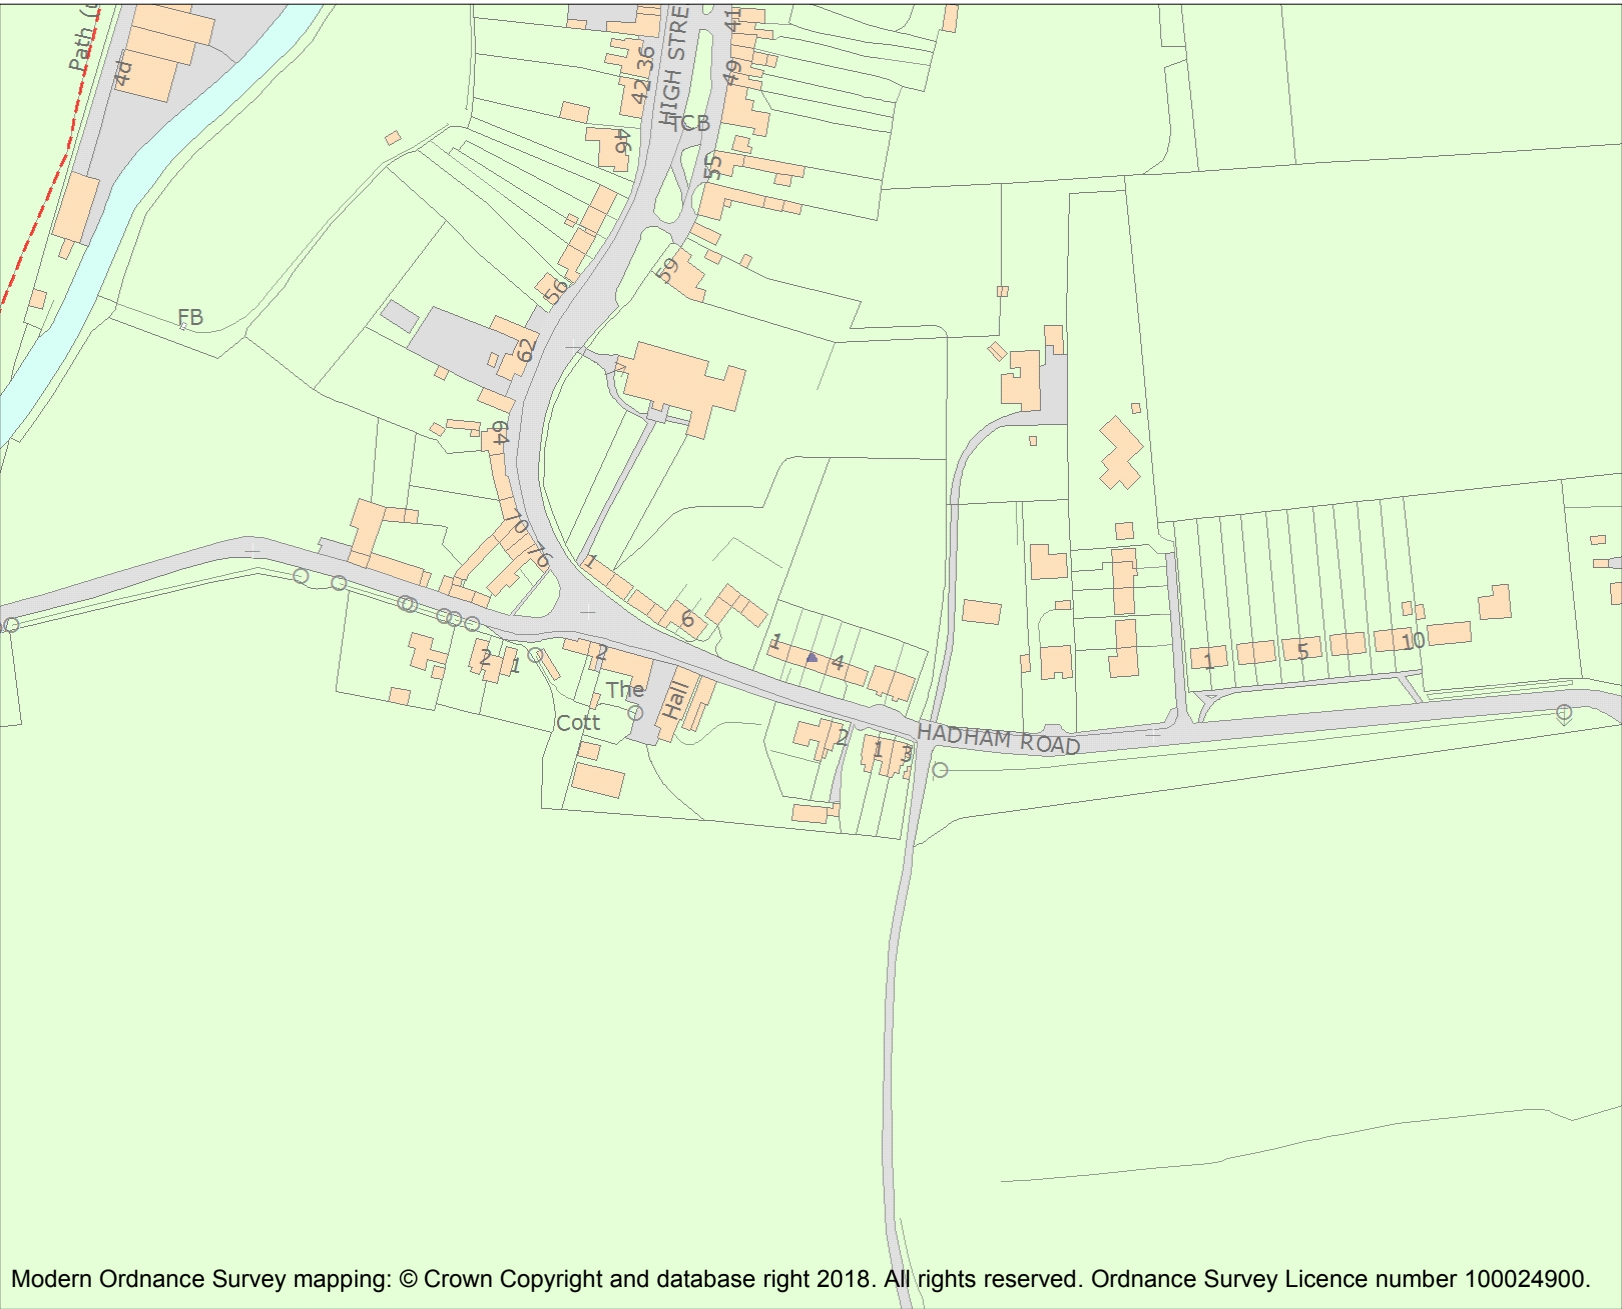 Path (
4d
HIGH STRE
41
36
42
49
TCB
46
55
59
56
FB
62
64
70
76
1
6
1
4
2
1
2
The
Hall
Cott
2
1
3
HADHAM ROAD
1
5
10
Modern Ordnance Survey mapping: © Crown Copyright and database right 2018. All rights reserved. Ordnance Survey Licence number 100024900.